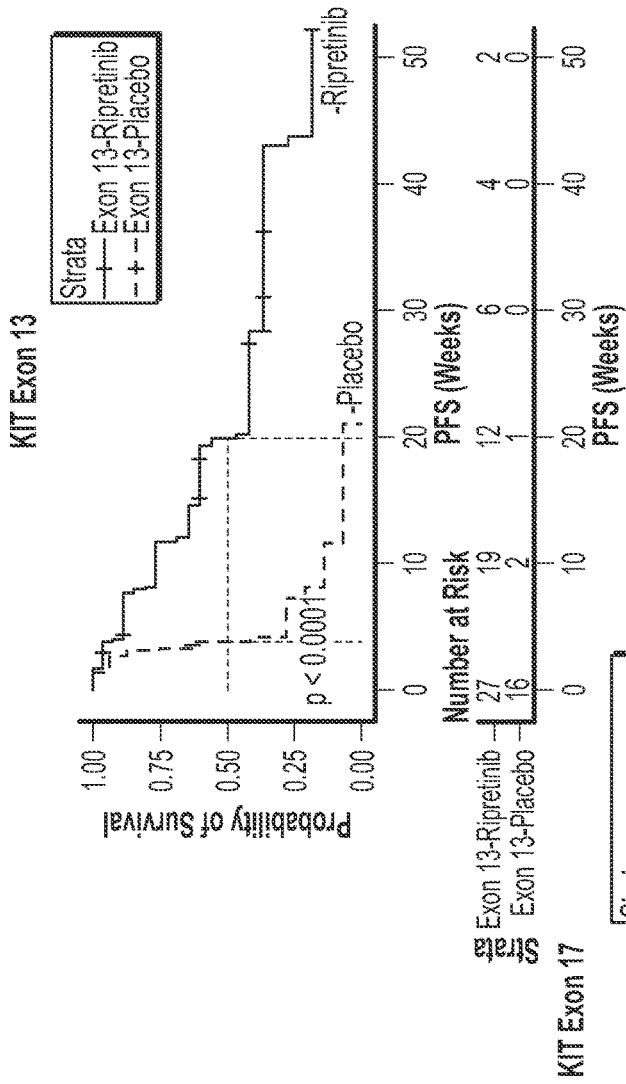 KIT Exon 13
Strata
Exon 13-Ripretinib
Exon 13-Placebo
Probability of Survival
1.00
0.75
0.50
0.25
0.00
p < 0.0001
-Ripretinib
-Placebo
0 10 20 30 40 50
PFS (Weeks)
Number at Risk
Strata
Exon 13-Ripretinib 27 19 12 6 4 2
Exon 13-Placebo 16 2 1 0 0 0
0 10 20 30 40 50
PFS (Weeks)
KIT Exon 17